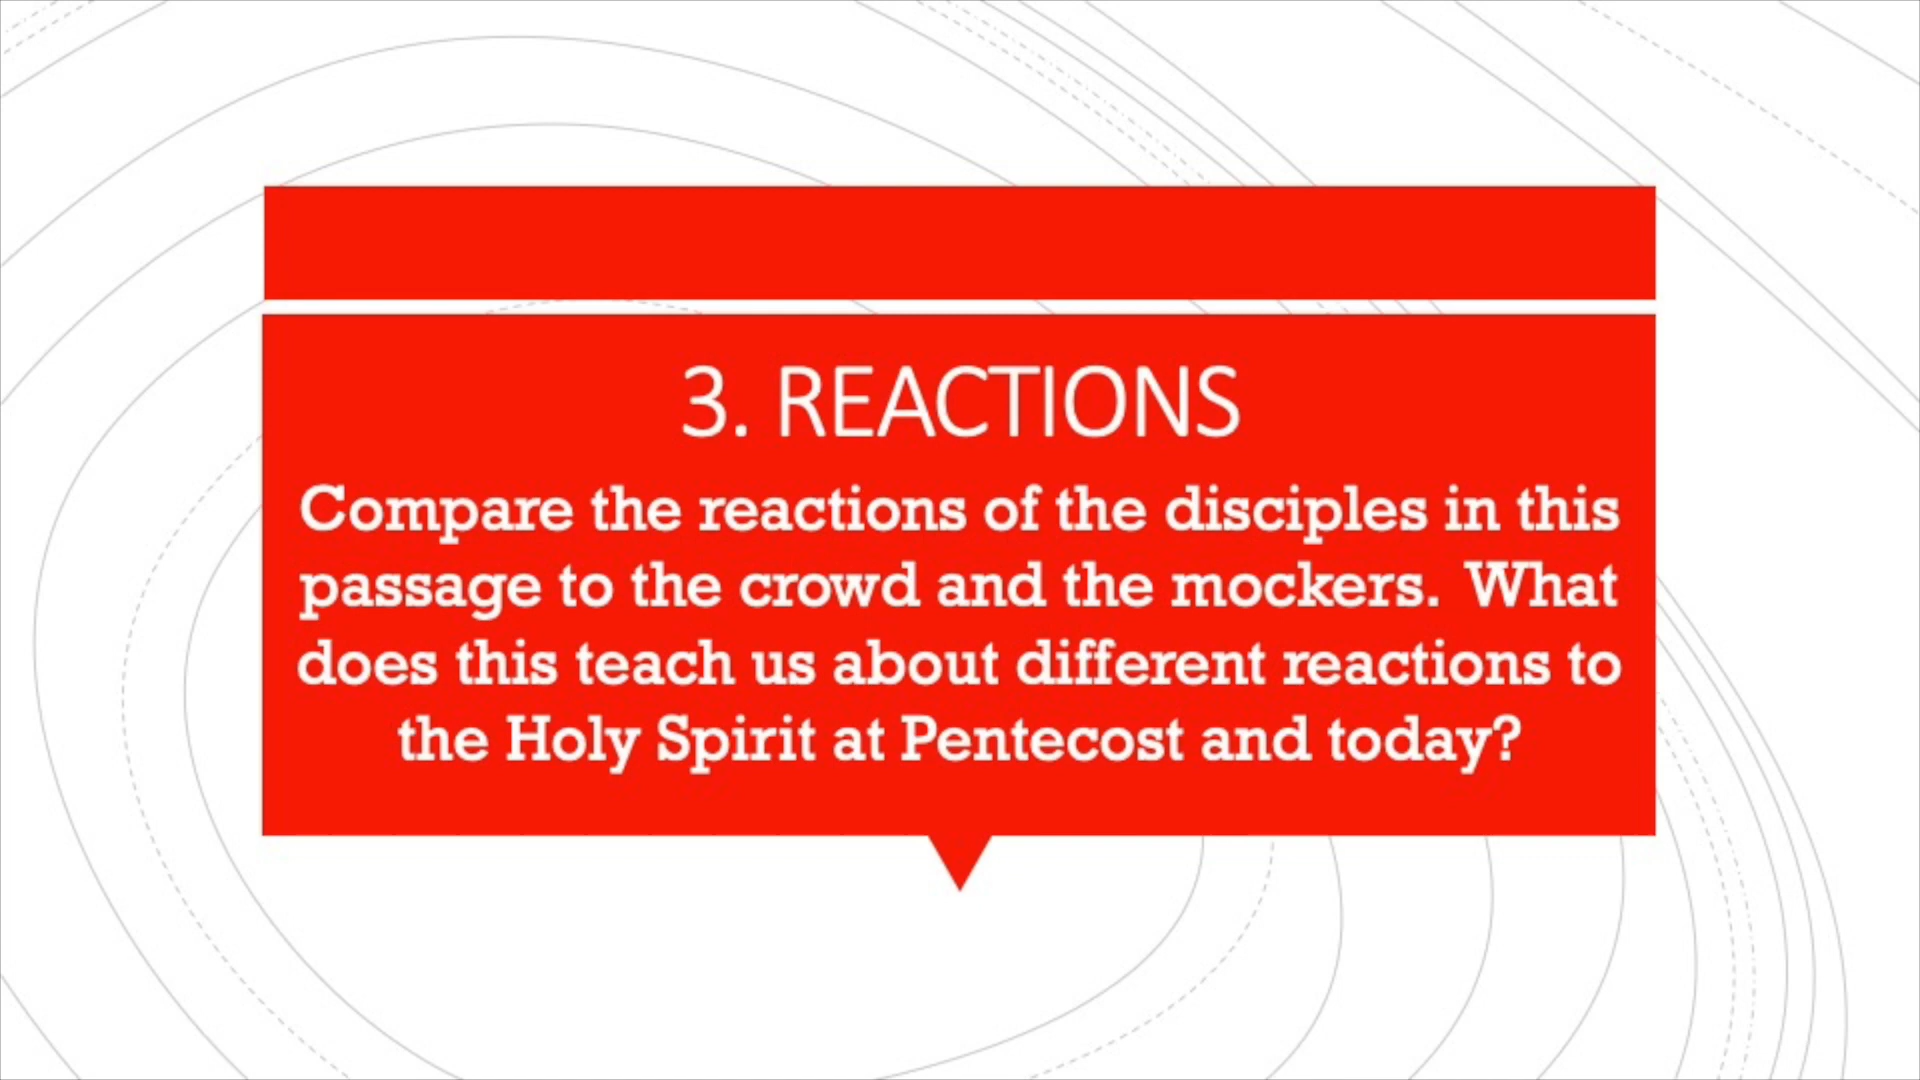 3. REACTIONS
Compare the reactions of the disciples in this
passage to the crowd and the mockers.  What
does this teach us about different reactions to
the Holy Spirit at Pentecost and today?